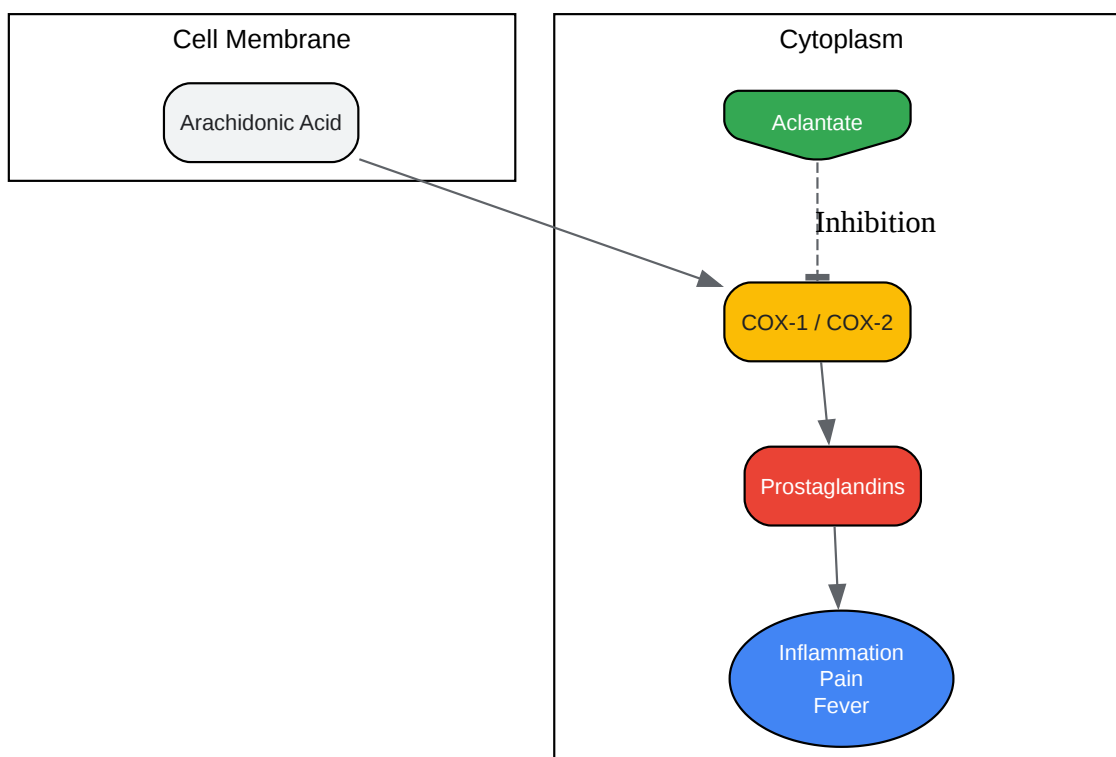 Cell Membrane
Arachidonic Acid
Cytoplasm
Aclantate
Inhibition
COX-1 / COX-2
Prostaglandins
Inflammation
Pain
Fever